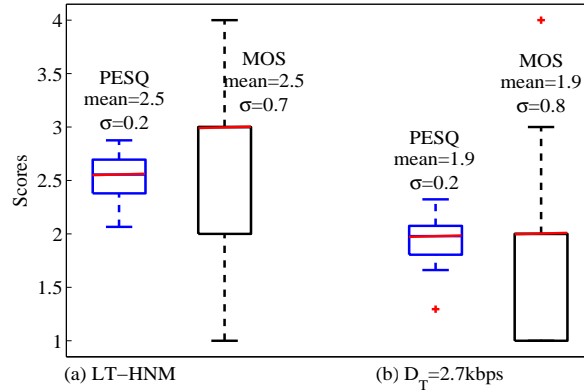 4
3.5
3
2.5
2
1.5
1
Scores
PESQ
mean=2.5
σ=0.2
MOS
mean=2.5
σ=0.7
PESQ
mean=1.9
σ=0.2
MOS
mean=1.9
σ=0.8
(a) LT−HNM
(b) D_T=2.7kbps